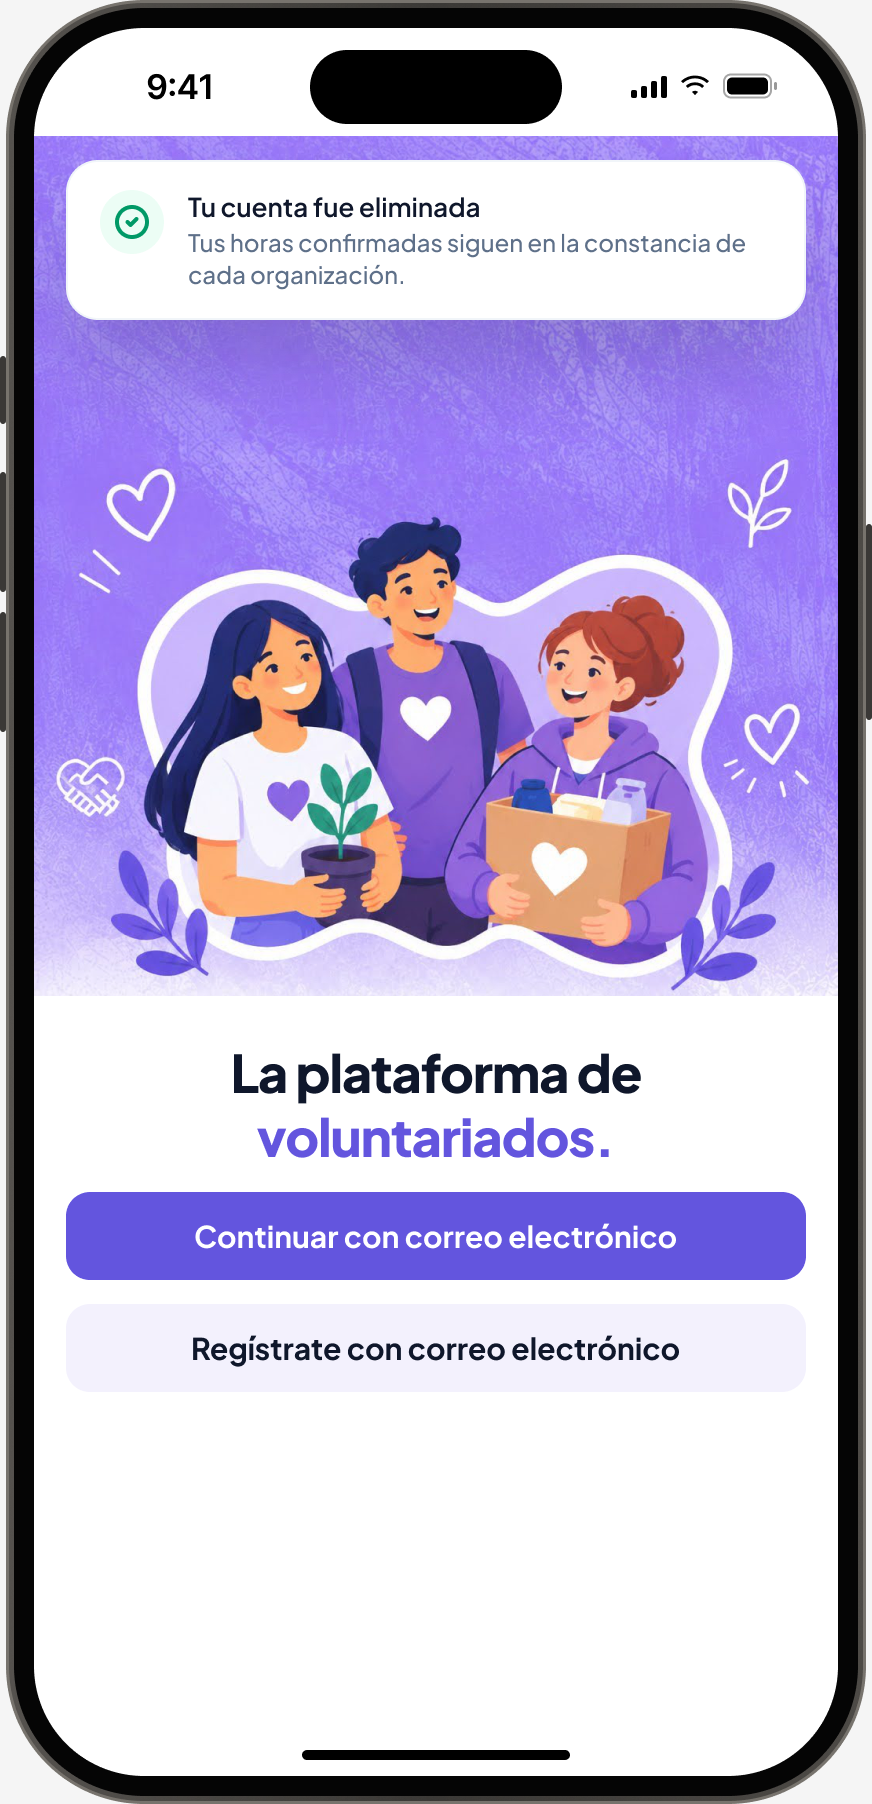 9:41
Tu cuenta fue eliminada
Tus horas confirmadas siguen en la constancia de
cada organización.
La plataforma de
voluntariados.
Continuar con correo electrónico
Regístrate con correo electrónico